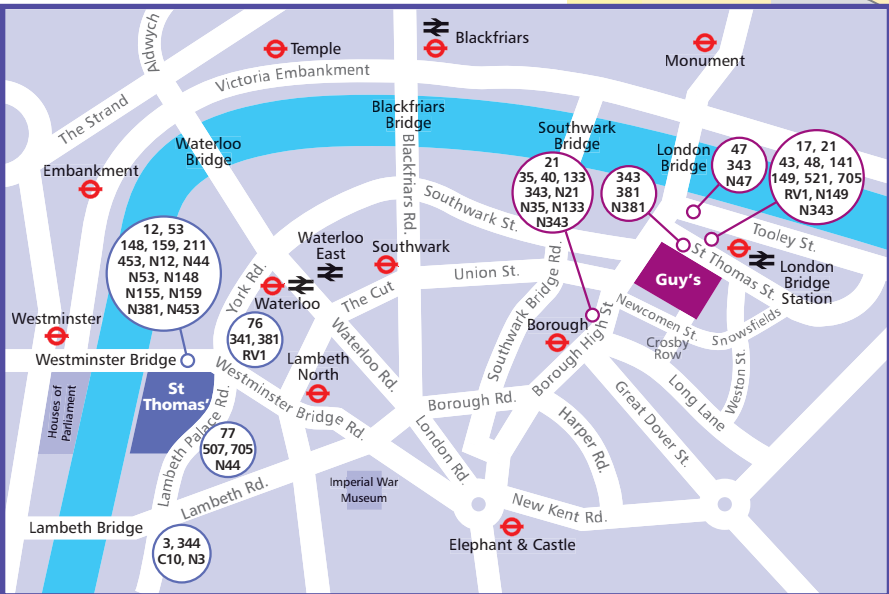 Aldwych
Temple
Blackfriars
Monument
Victoria Embankment
The Strand
Blackfriars
Bridge
Blackfriars Rd.
Waterloo
Bridge
Southwark
Bridge
London
Bridge
47
343
N47
17, 21
43, 48, 141
149, 521, 705
RV1, N149
N343
21
35, 40, 133
343, N21
N35, N133
N343
343
381
N381
Embankment
12, 53
148, 159, 211
453, N12, N44
N53, N148
N155, N159
N381, N453
Southwark St.
Tooley St.
Waterloo
East
Southwark
St Thomas St.
London
Bridge
Station
Guy's
York Rd.
Waterloo
The Cut
Union St.
Southwark Bridge Rd.
Newcomen St.
Snowsfields
Crosby
Row
Westminster
76
341, 381
RV1
Waterloo Rd.
Borough
Borough High St
Westminster Bridge
Lambeth
North
Weston St.
Houses of
Parliament
St
Thomas'
Westminster Bridge Rd.
Borough Rd.
Long Lane
Great Dover St.
Harper Rd.
Lambeth Palace Rd.
77
507, 705
N44
London Rd.
Lambeth Rd.
Imperial War
Museum
New Kent Rd.
Lambeth Bridge
Elephant & Castle
3, 344
C10, N3